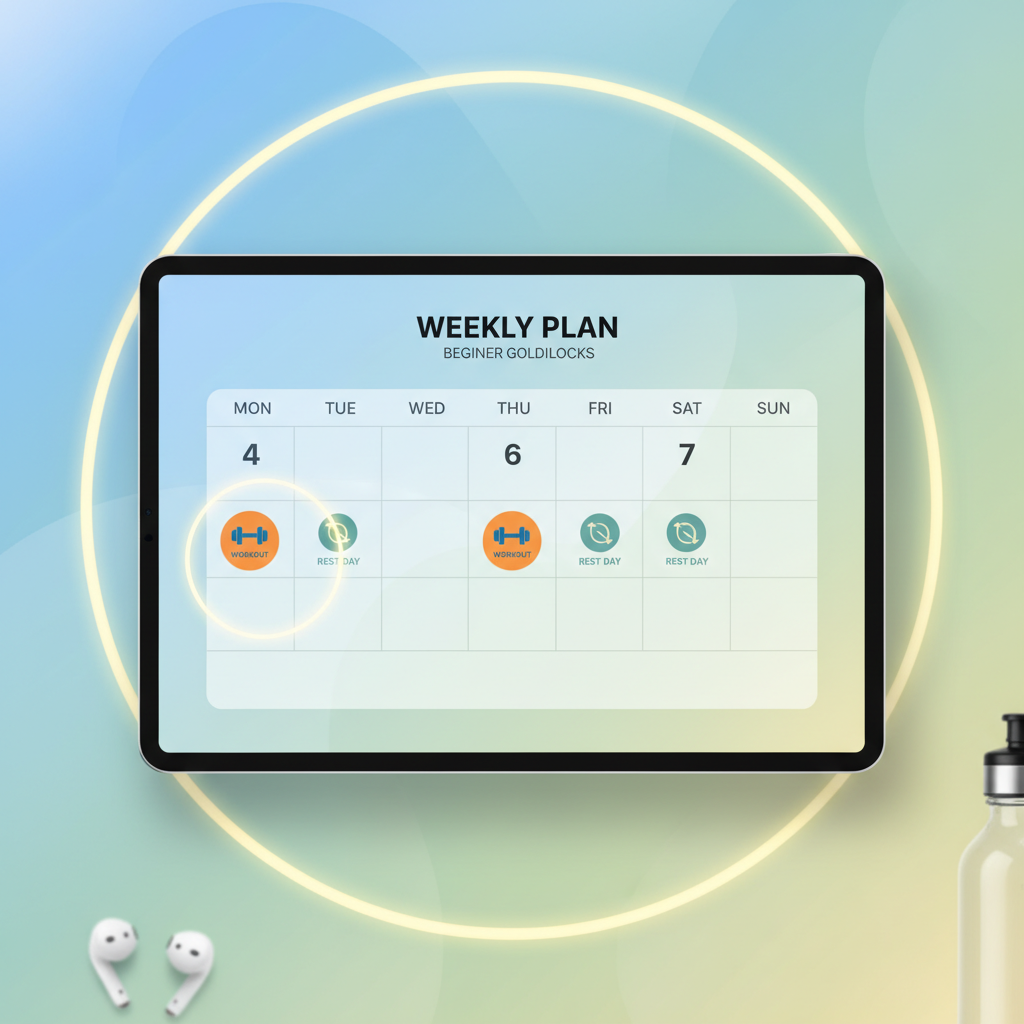 WEEKLY PLAN
BEGINER GOLDILOCKS
MON TUE WED THU FRI SAT SUN
4 6 7
WORKOUT REST DAY WORKOUT REST DAY REST DAY